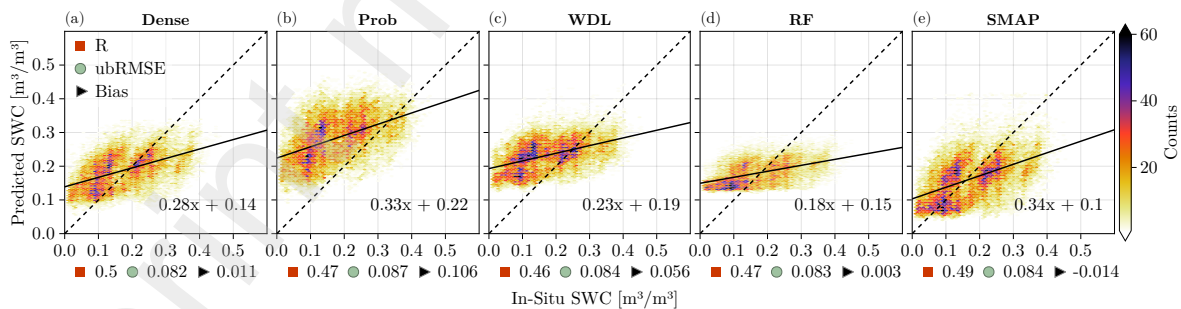 (a) Dense
(b) Prob
(c) WDL
(d) RF
(e) SMAP
R
ubRMSE
Bias
Predicted SWC [m³/m³]
0.5
0.4
0.3
0.2
0.1
0.0
0.28x + 0.14
0.33x + 0.22
0.23x + 0.19
0.18x + 0.15
0.34x + 0.1
0.0 0.1 0.2 0.3 0.4 0.5
0.0 0.1 0.2 0.3 0.4 0.5
0.0 0.1 0.2 0.3 0.4 0.5
0.0 0.1 0.2 0.3 0.4 0.5
0.0 0.1 0.2 0.3 0.4 0.5
0.5 0.082 0.011
0.47 0.087 0.106
0.46 0.084 0.056
0.47 0.083 0.003
0.49 0.084 -0.014
In-Situ SWC [m³/m³]
60
40
20
Counts